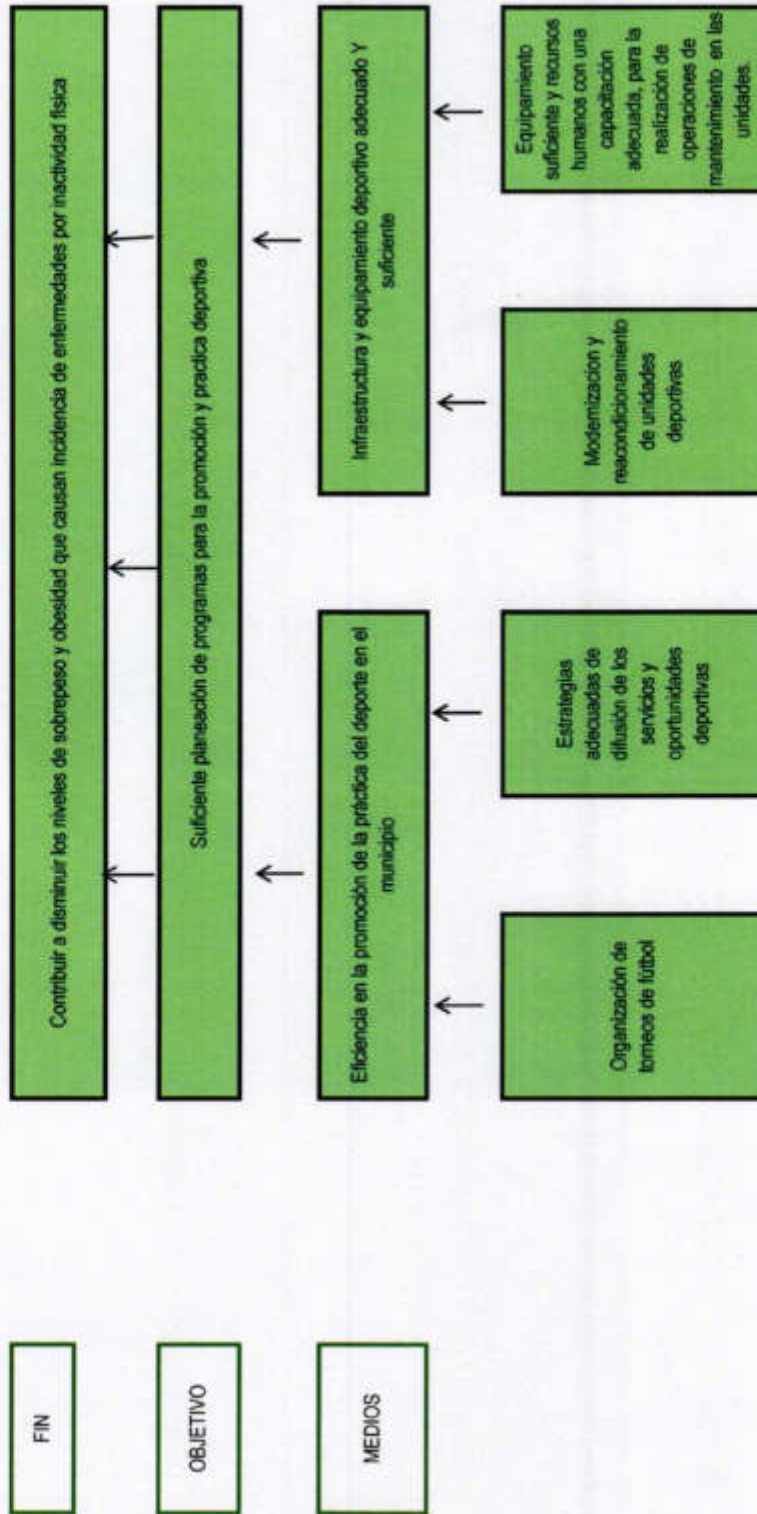 FIN
Contribuir a disminuir los niveles de sobrepeso y obesidad que causan incidencia de enfermedades por inactividad física
OBJETIVO
Suficiente planeación de programas para la promoción y practica deportiva
MEDIOS
Eficiencia en la promoción de la práctica del deporte en el
municipio
Infraestructura y equipamiento deportivo adecuado Y
suficiente
Organización de
torneos de fútbol
Estrategias
adecuadas de
difusión de los
servicios y
oportunidades
deportivas
Modernizacion y
reacondicionamiento
de unidades
deportivas
Equipamiento
suficiente y recursos
humanos con una
capacitación
adecuada, para la
realización de
operaciones de
mantenimiento en las
unidades.